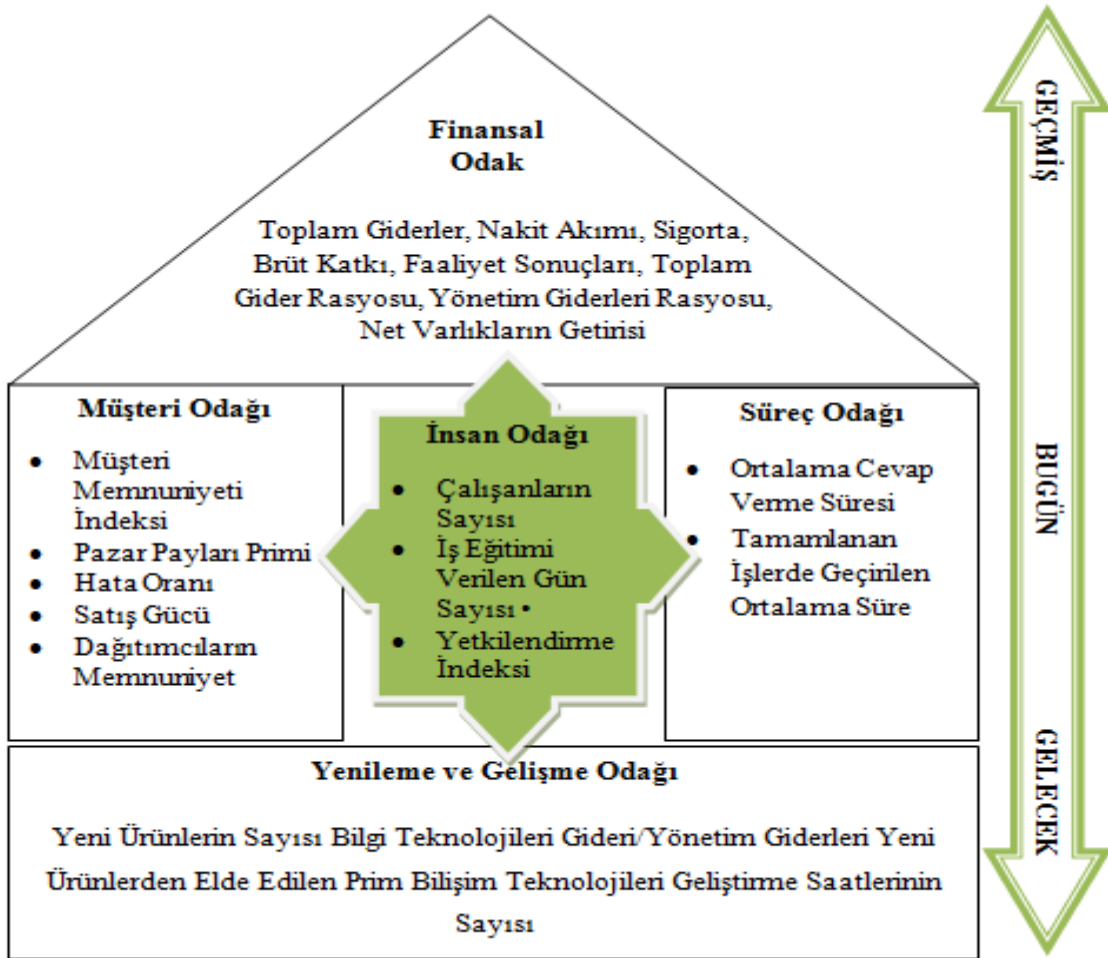 Finansal
Odak
Toplam Giderler, Nakit Akımı, Sigorta,
Brüt Katkı, Faaliyet Sonuçları, Toplam
Gider Rasyosu, Yönetim Giderleri Rasyosu,
Net Varlıkların Getirisi
Müşteri Odağı
• Müşteri
Memnuniyeti
İndeksi
• Pazar Payları Primi
• Hata Oranı
• Satış Gücü
• Dağıtımcıların
Memnuniyet
İnsan Odağı
• Çalışanların
Sayısı
• İş Eğitimi
Verilen Gün
Sayısı •
• Yetkilendirme
İndeksi
Süreç Odağı
• Ortalama Cevap
Verme Süresi
• Tamamlanan
İşlerde Geçirilen
Ortalama Süre
Yenileme ve Gelişme Odağı
Yeni Ürünlerin Sayısı Bilgi Teknolojileri Gideri/Yönetim Giderleri Yeni
Ürünlerden Elde Edilen Prim Bilişim Teknolojileri Geliştirme Saatlerinin
Sayısı
GEÇMİŞ
BUGÜN
GELECEK